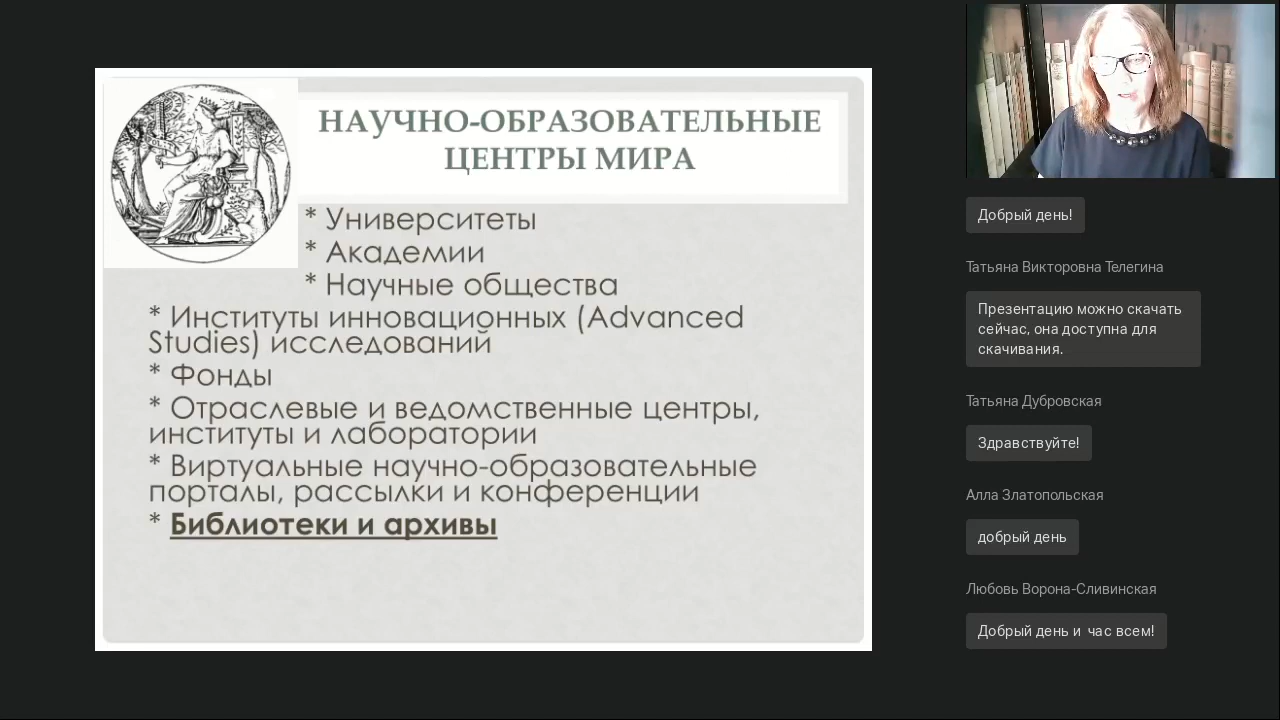 НАУЧНО-ОБРАЗОВАТЕЛЬНЫЕ
ЦЕНТРЫ МИРА
* Университеты
* Академии
* Научные общества
* Институты инновационных (Advanced
Studies) исследований
* Фонды
* Отраслевые и ведомственные центры,
институты и лаборатории
* Виртуальные научно-образовательные
порталы, рассылки и конференции
* Библиотеки и архивы
Добрый день!
Татьяна Викторовна Телегина
Презентацию можно скачать
сейчас, она доступна для
скачивания.
Татьяна Дубровская
Здравствуйте!
Алла Златопольская
добрый день
Любовь Ворона-Сливинская
Добрый день и  час всем!